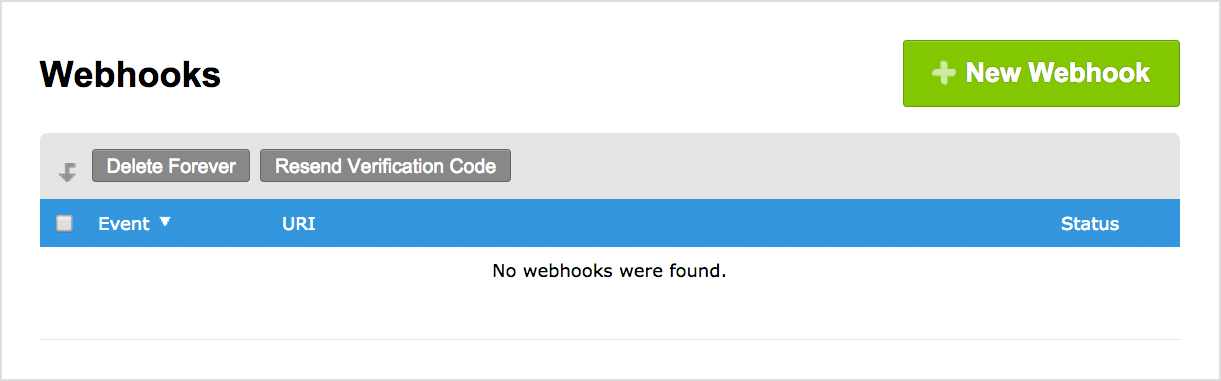 Webhooks
New Webhook
Delete Forever Resend Verification Code
Event URI Status
No webhooks were found.